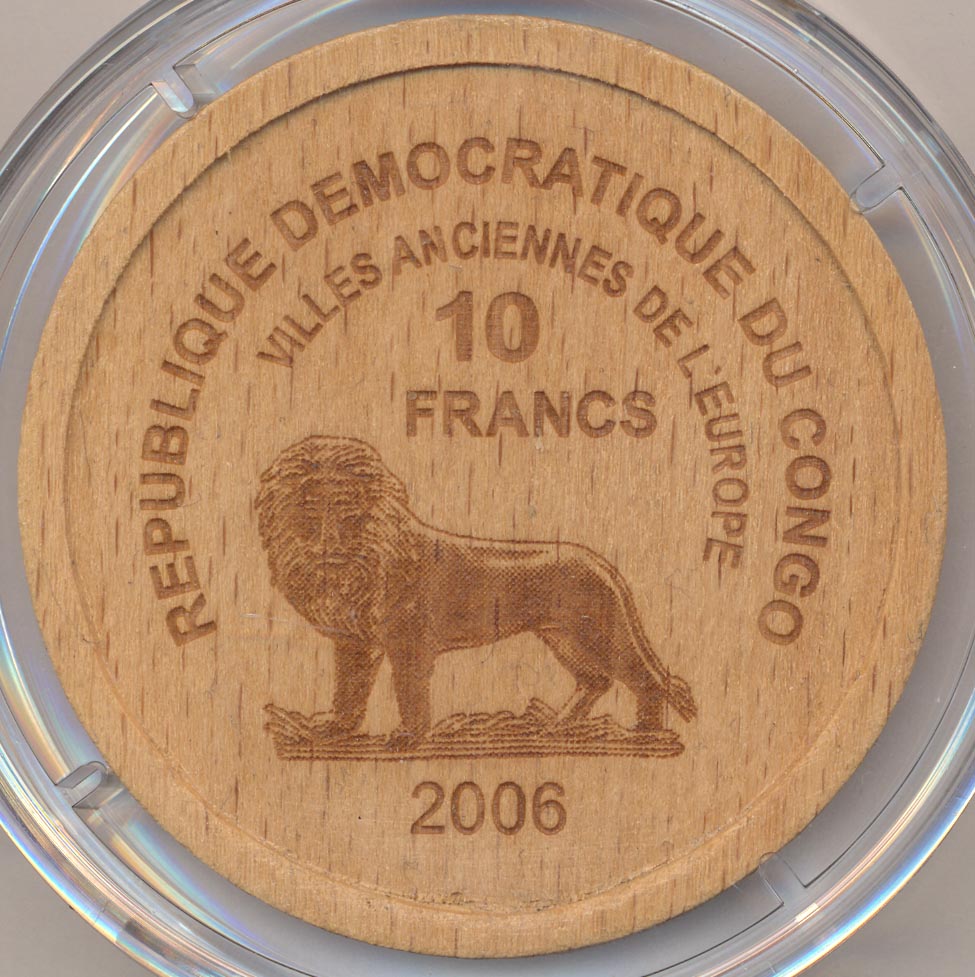 REPUBLIQUE DEMOCRATIQUE DU CONGO
VILLES ANCIENNES DE L'EUROPE
10
FRANCS
2006